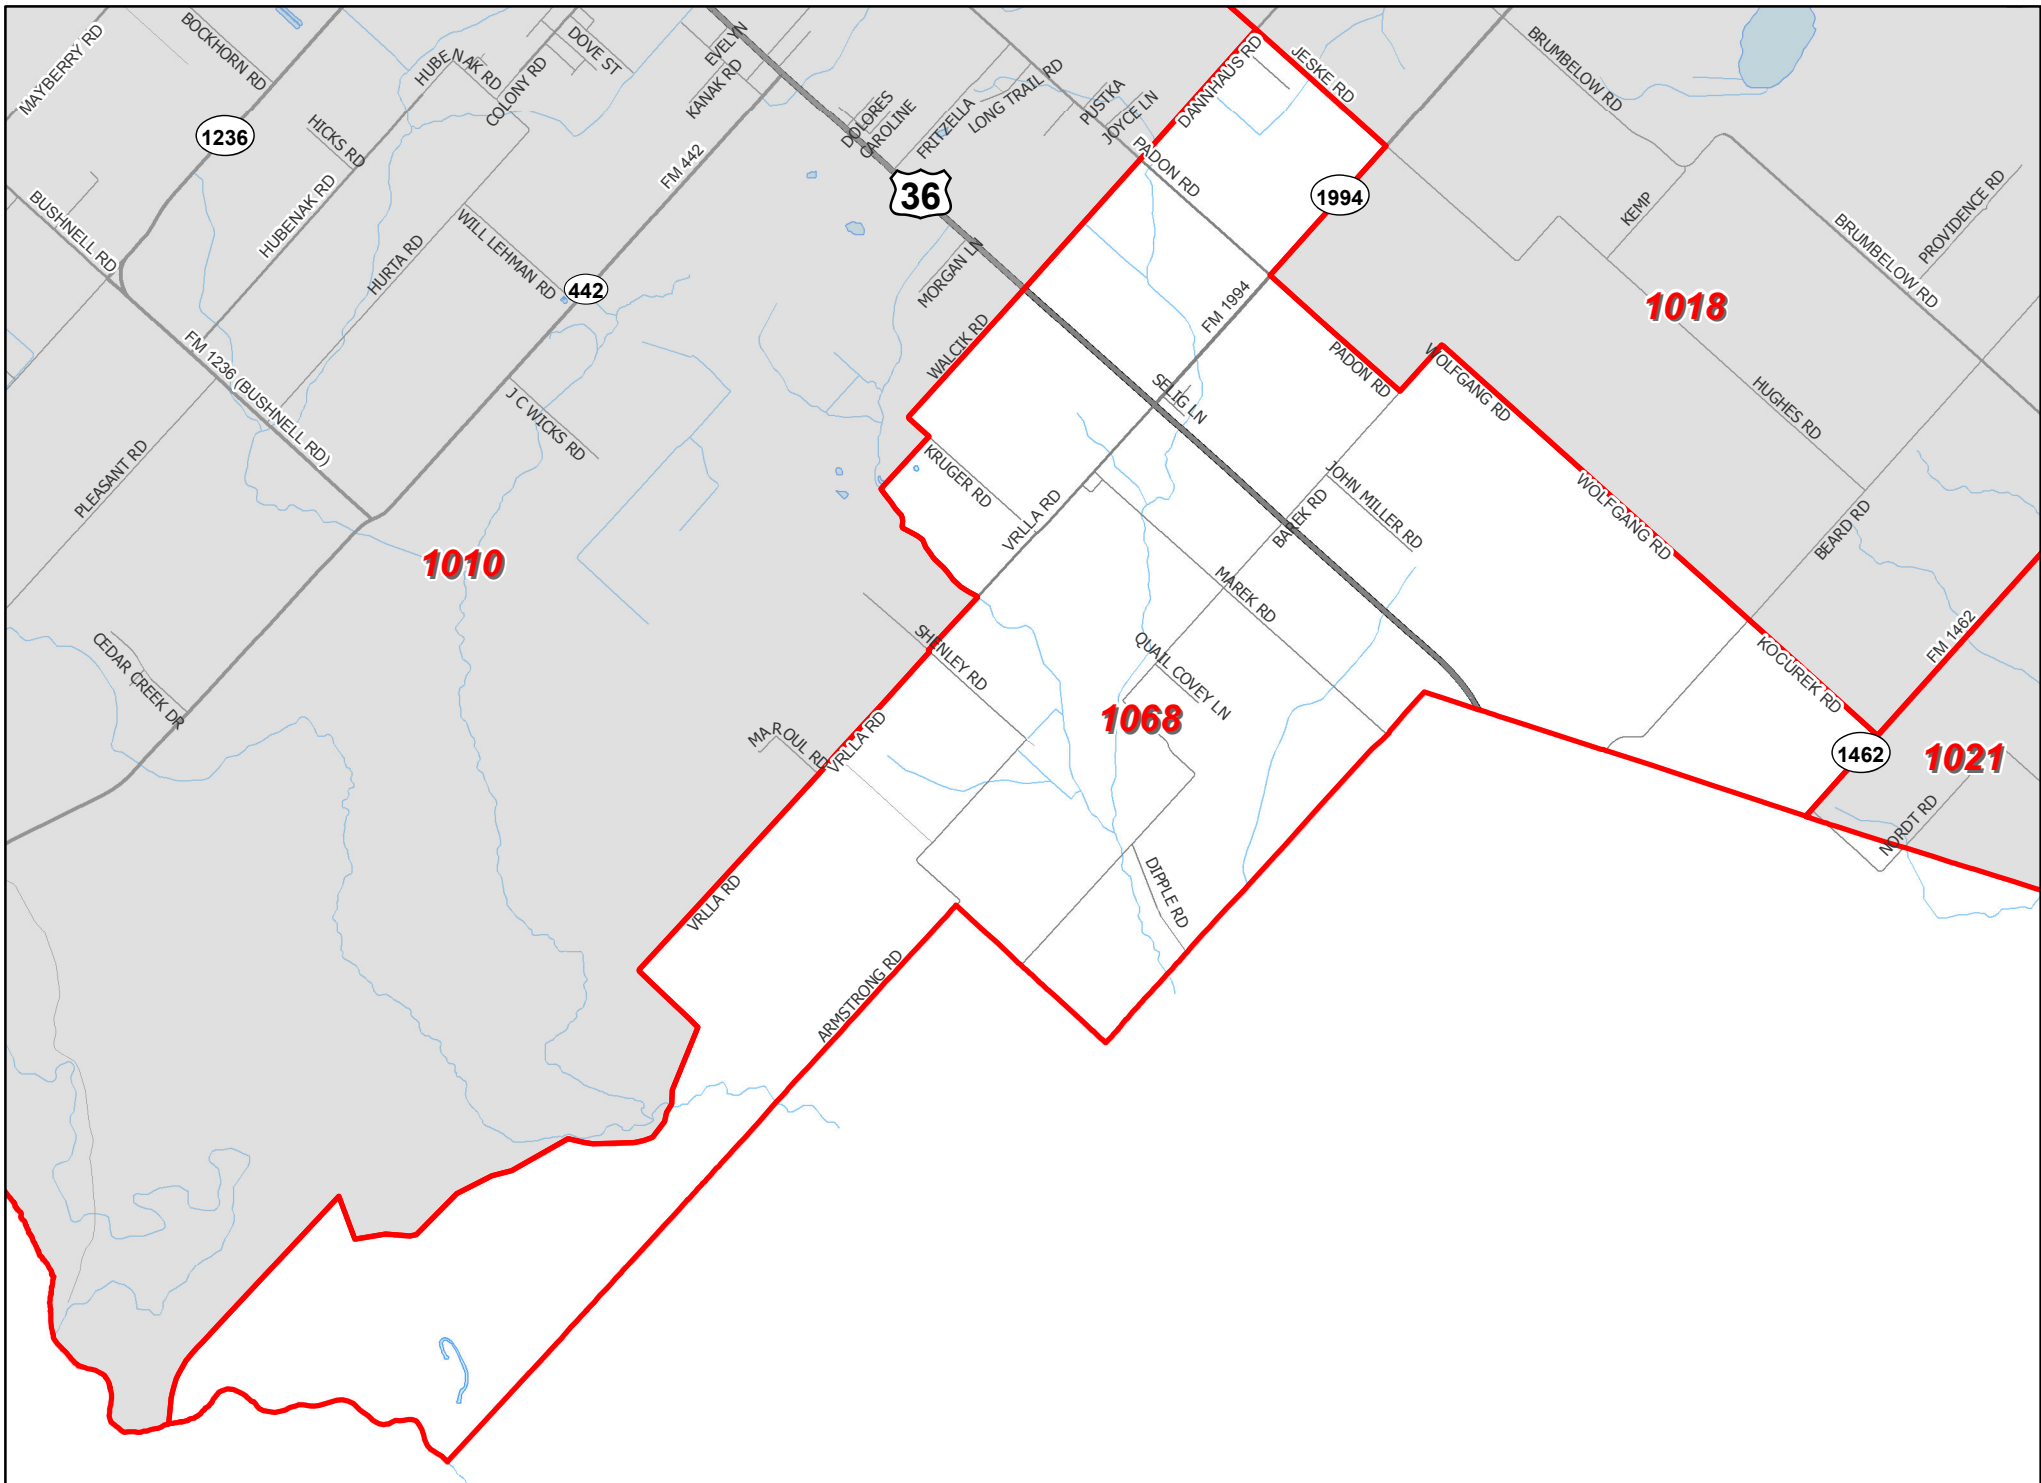 MAYBERRY RD
BOCKHORN RD
1236
HICKS RD
HUBENAK RD
HUBENAK RD
COLONY RD
DOVE ST
EVELYN
KANAK RD
FM 442
DOLORES
CAROLINE
FRITZELLA
LONG TRAIL RD
PUSTKA
JOYCE LN
DANNHAUS RD
JESKE RD
PADON RD
1994
BRUMBELOW RD
KEMP
PROVIDENCE RD
BRUMBELOW RD
36
BUSHNELL RD
HURTA RD
WILL LEHMAN RD
442
MORGAN LN
WALCIK RD
FM 1994
1018
FM 1236 (BUSHNELL RD)
J C WICKS RD
SELIG LN
PADON RD
WOLFGANG RD
HUGHES RD
PLEASANT RD
KRUGER RD
VRLLA RD
BAREK RD
JOHN MILLER RD
WOLFGANG RD
BEARD RD
1010
MAREK RD
CEDAR CREEK DR
SHENLEY RD
QUAIL COVEY LN
KOCUREK RD
FM 1462
MAROUL RD
VRLLA RD
1068
1462
1021
NORDT RD
VRLLA RD
DIPPLE RD
ARMSTRONG RD